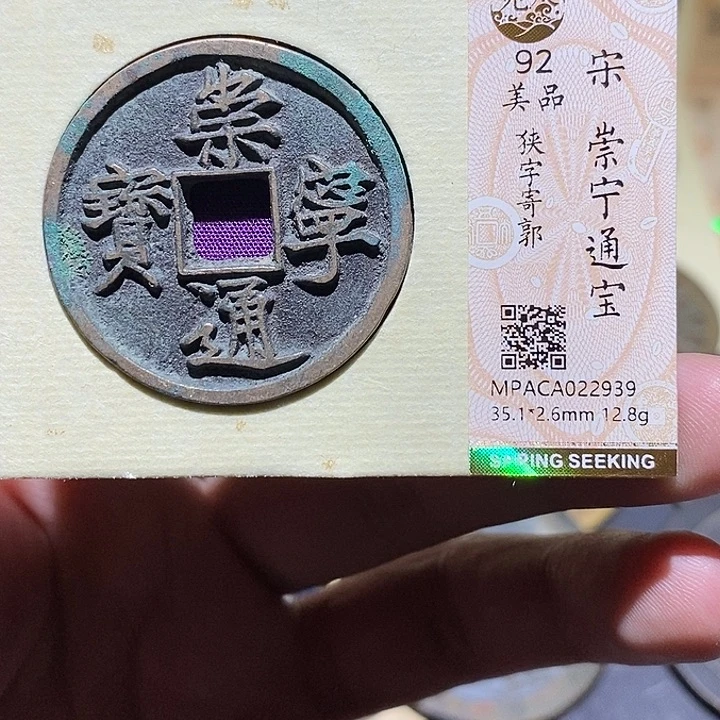 崇寧通寶
92
美品
宋 崇宁通宝
狭字寄郭
MPACA022939
35.1*2.6mm 12.8g
SPRING SEEKING